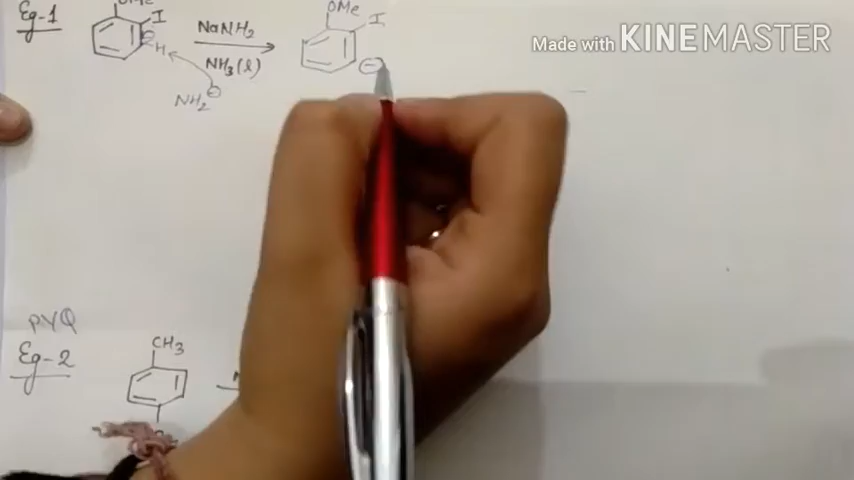 Eg-1
OMe
I
H
NaNH2
NH3(l)
NH2
OMe
I
Made with KINEMASTER
PYQ
Eg-2
CH3